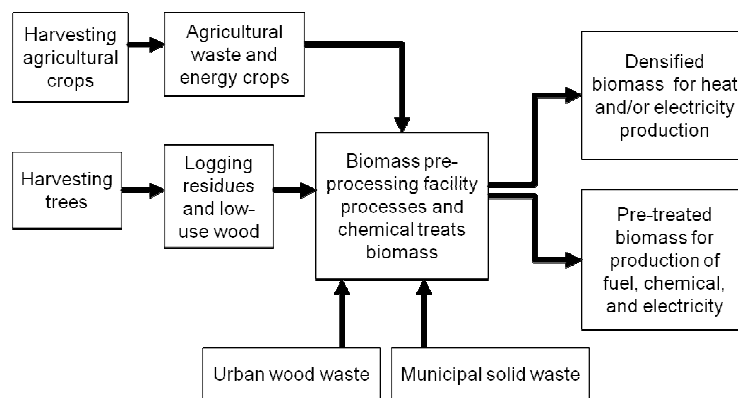 Harvesting
agricultural
crops
Agricultural
waste and
energy crops
Densified
biomass for heat
and/or electricity
production
Harvesting
trees
Logging
residues
and low-
use wood
Biomass pre-
processing facility
processes and
chemical treats
biomass
Pre-treated
biomass for
production of
fuel, chemical,
and electricity
Urban wood waste
Municipal solid waste